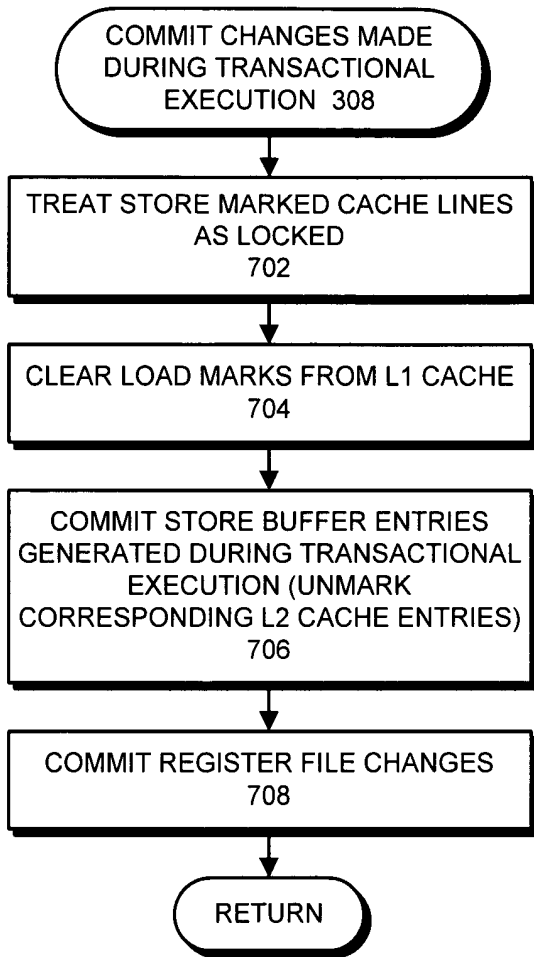 COMMIT CHANGES MADE
DURING TRANSACTIONAL
EXECUTION 308
TREAT STORE MARKED CACHE LINES
AS LOCKED
702
CLEAR LOAD MARKS FROM L1 CACHE
704
COMMIT STORE BUFFER ENTRIES
GENERATED DURING TRANSACTIONAL
EXECUTION (UNMARK
CORRESPONDING L2 CACHE ENTRIES)
706
COMMIT REGISTER FILE CHANGES
708
RETURN